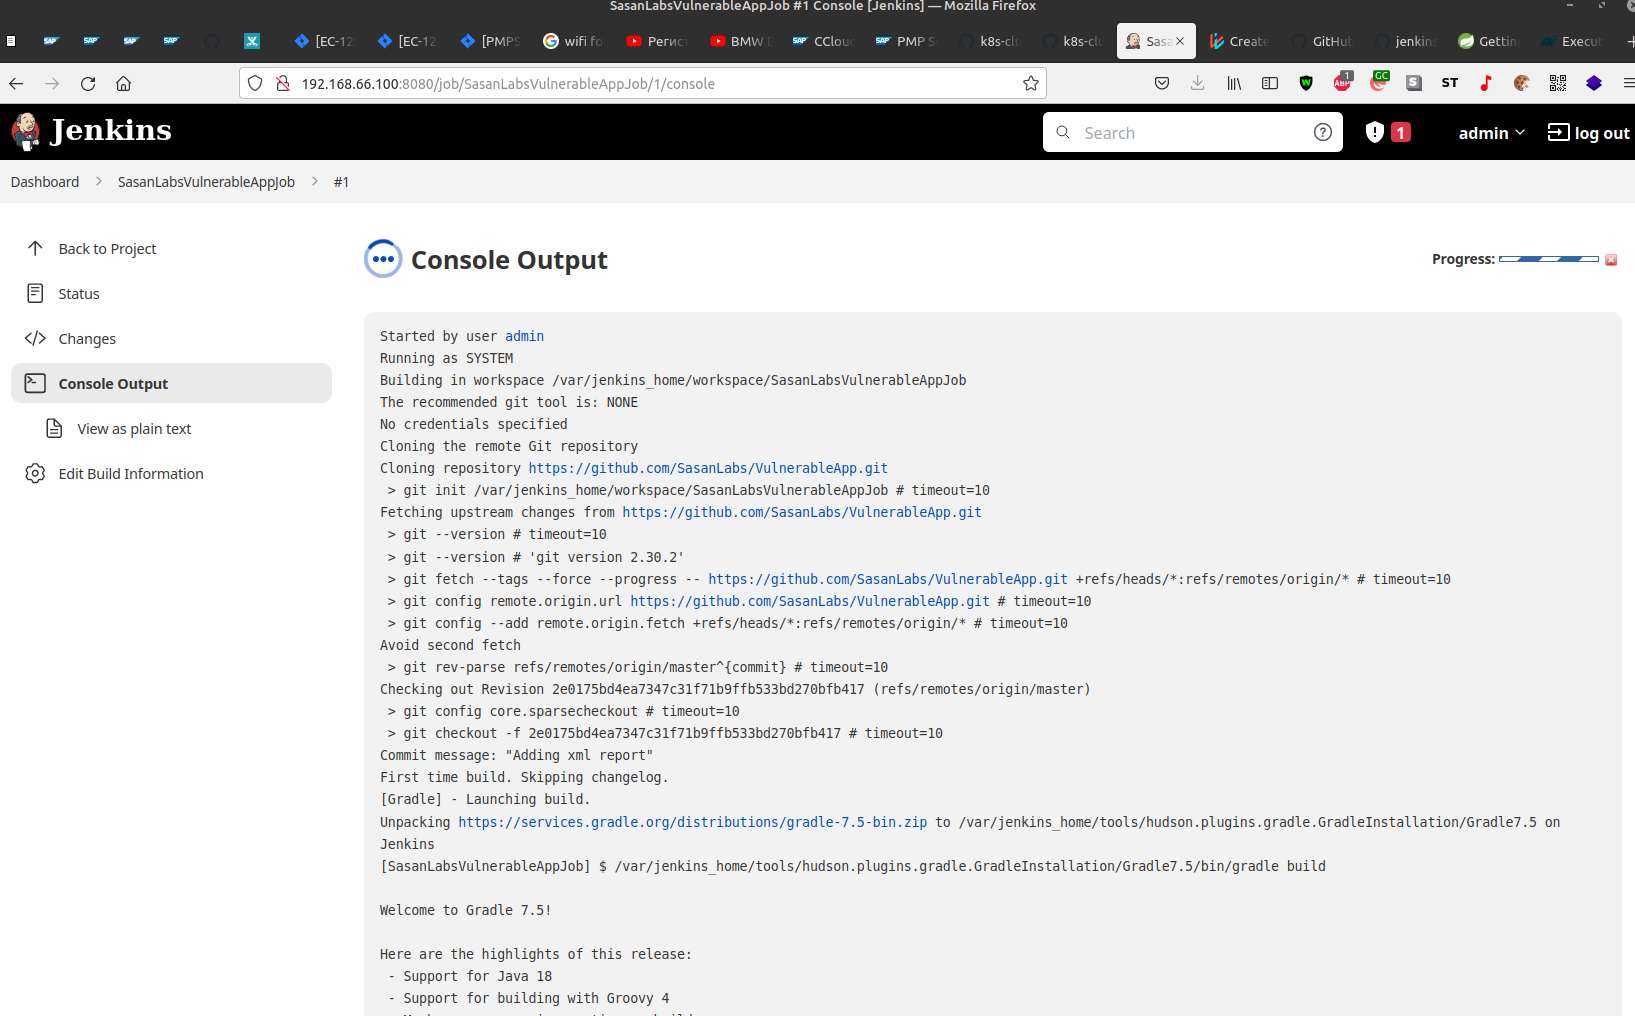 SasanLabsVulnerableAppJob #1 Console [Jenkins] — Mozilla Firefox
SAP SAP SAP SAP [EC-12 [EC-12 [PMPS wifi fo Регист BMW SAP CClou SAP PMP S k8s-clu k8s-clu Sasa Create GitHub jenkins Gettin Execut
192.168.66.100:8080/job/SasanLabsVulnerableAppJob/1/console
1 ABP GC S ST
Jenkins
Search
1
admin
log out
Dashboard > SasanLabsVulnerableAppJob > #1
Back to Project
Status
Changes
Console Output
View as plain text
Edit Build Information
Console Output
Progress:
Started by user admin
Running as SYSTEM
Building in workspace /var/jenkins_home/workspace/SasanLabsVulnerableAppJob
The recommended git tool is: NONE
No credentials specified
Cloning the remote Git repository
Cloning repository https://github.com/SasanLabs/VulnerableApp.git
> git init /var/jenkins_home/workspace/SasanLabsVulnerableAppJob # timeout=10
Fetching upstream changes from https://github.com/SasanLabs/VulnerableApp.git
> git --version # timeout=10
> git --version # 'git version 2.30.2'
> git fetch --tags --force --progress -- https://github.com/SasanLabs/VulnerableApp.git +refs/heads/*:refs/remotes/origin/* # timeout=10
> git config remote.origin.url https://github.com/SasanLabs/VulnerableApp.git # timeout=10
> git config --add remote.origin.fetch +refs/heads/*:refs/remotes/origin/* # timeout=10
Avoid second fetch
> git rev-parse refs/remotes/origin/master^{commit} # timeout=10
Checking out Revision 2e0175bd4ea7347c31f71b9ffb533bd270bfb417 (refs/remotes/origin/master)
> git config core.sparsecheckout # timeout=10
> git checkout -f 2e0175bd4ea7347c31f71b9ffb533bd270bfb417 # timeout=10
Commit message: "Adding xml report"
First time build. Skipping changelog.
[Gradle] - Launching build.
Unpacking https://services.gradle.org/distributions/gradle-7.5-bin.zip to /var/jenkins_home/tools/hudson.plugins.gradle.GradleInstallation/Gradle7.5 on
Jenkins
[SasanLabsVulnerableAppJob] $ /var/jenkins_home/tools/hudson.plugins.gradle.GradleInstallation/Gradle7.5/bin/gradle build
Welcome to Gradle 7.5!
Here are the highlights of this release:
- Support for Java 18
- Support for building with Groovy 4